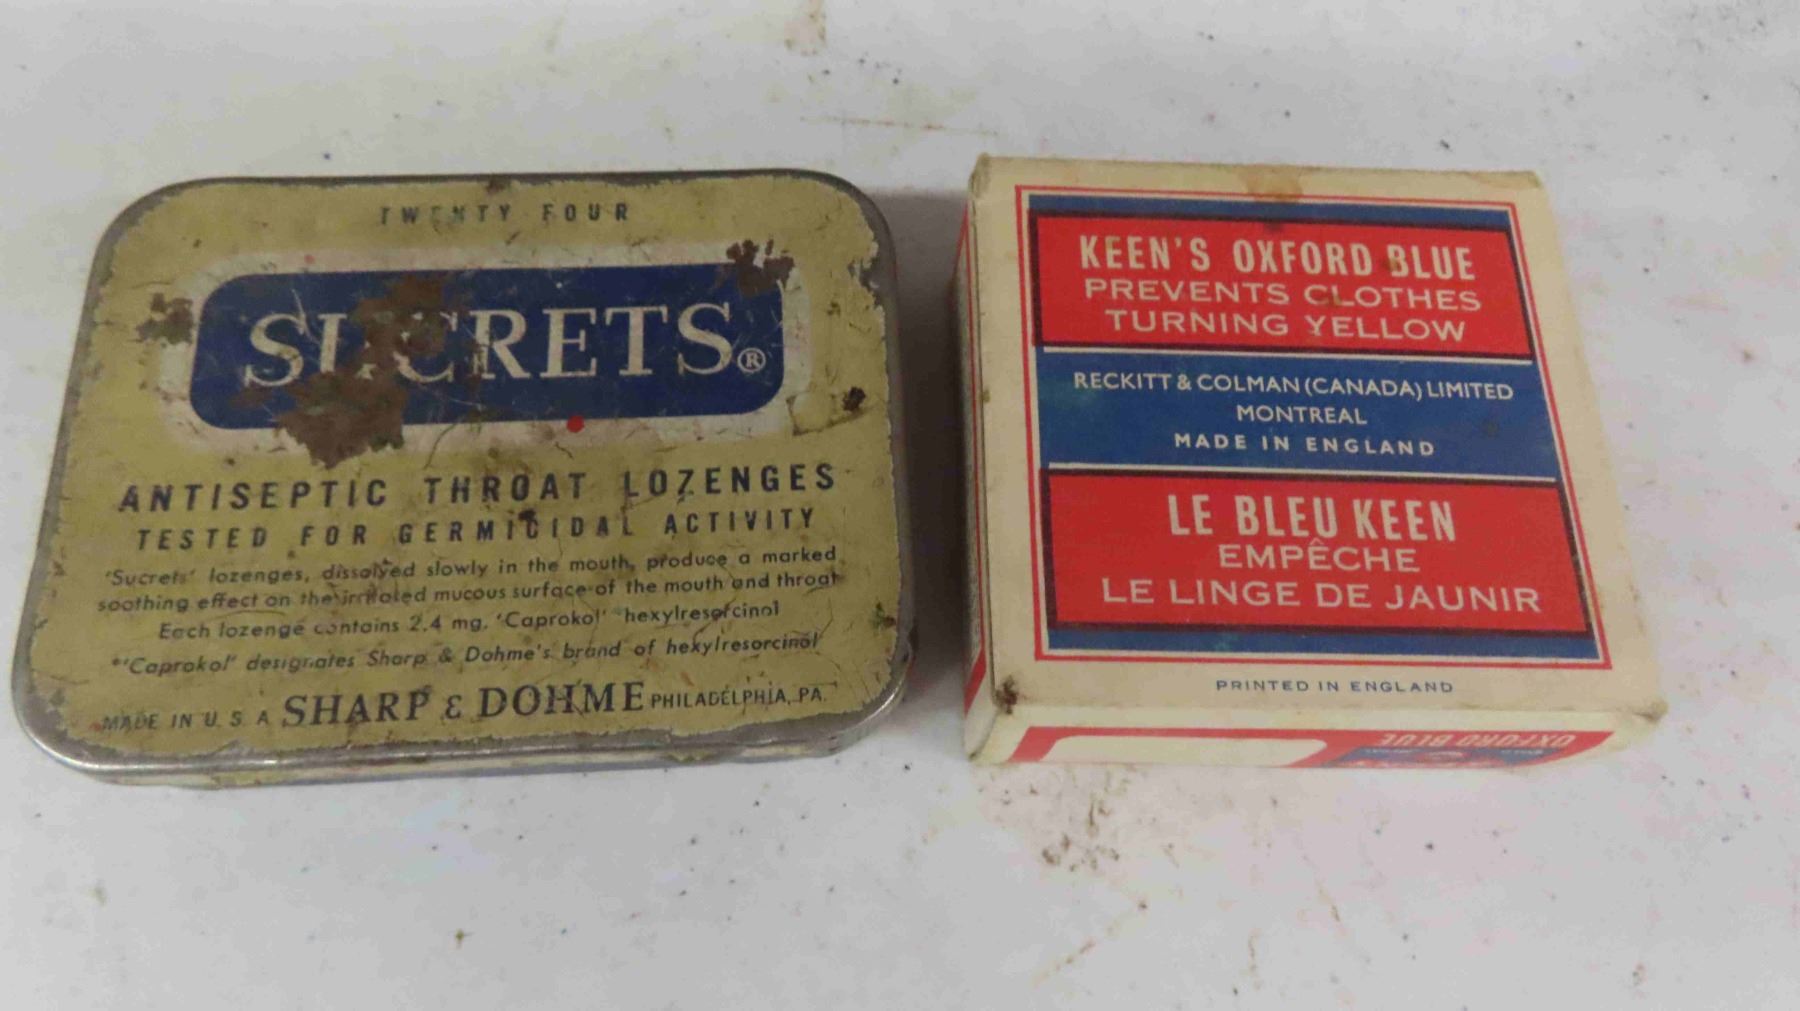 TWENTY FOUR
SUCRETS®
ANTISEPTIC THROAT LOZENGES
TESTED FOR GERMICIDAL ACTIVITY
'Sucrets' lozenges, dissolved slowly in the mouth, produce a marked
soothing effect on the irritated mucous surface of the mouth and throat
Each lozenge contains 2.4 mg. 'Caprokol' *hexylresorcinol
*'Caprokol' designates Sharp & Dohme's brand of hexylresorcinol
MADE IN U.S.A SHARP & DOHME PHILADELPHIA, PA.
KEEN'S OXFORD BLUE
PREVENTS CLOTHES
TURNING YELLOW
RECKITT & COLMAN (CANADA) LIMITED
MONTREAL
MADE IN ENGLAND
LE BLEU KEEN
EMPÊCHE
LE LINGE DE JAUNIR
PRINTED IN ENGLAND
OXFORD BLUE